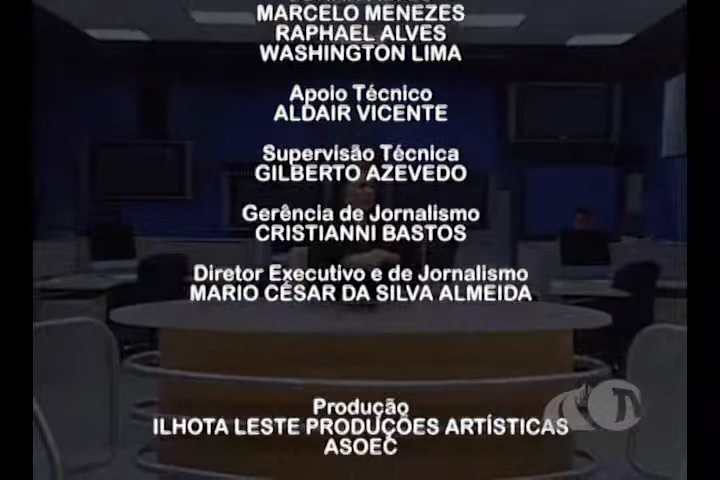 MARCELO MENEZES
RAPHAEL ALVES
WASHINGTON LIMA
Apoio Técnico
ALDAIR VICENTE
Supervisão Técnica
GILBERTO AZEVEDO
Gerência de Jornalismo
CRISTIANNI BASTOS
Diretor Executivo e de Jornalismo
MARIO CÉSAR DA SILVA ALMEIDA
Produção
ILHOTA LESTE PRODUÇÕES ARTÍSTICAS
ASOEC